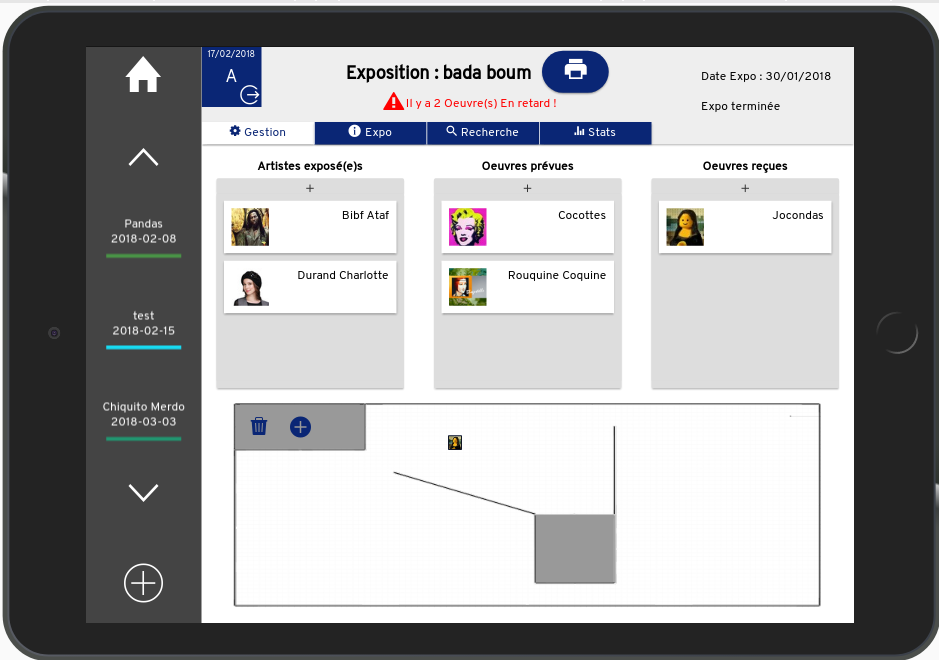 17/02/2018
A
Exposition : bada boum
Il y a 2 Oeuvre(s) En retard !
Date Expo : 30/01/2018
Expo terminée
Gestion
Expo
Recherche
Stats
Pandas
2018-02-08
test
2018-02-15
Chiquito Merdo
2018-03-03
Artistes exposé(e)s
+
Bibf Ataf
Durand Charlotte
Oeuvres prévues
+
Cocottes
Rouquine Coquine
Oeuvres reçues
+
Jocondas